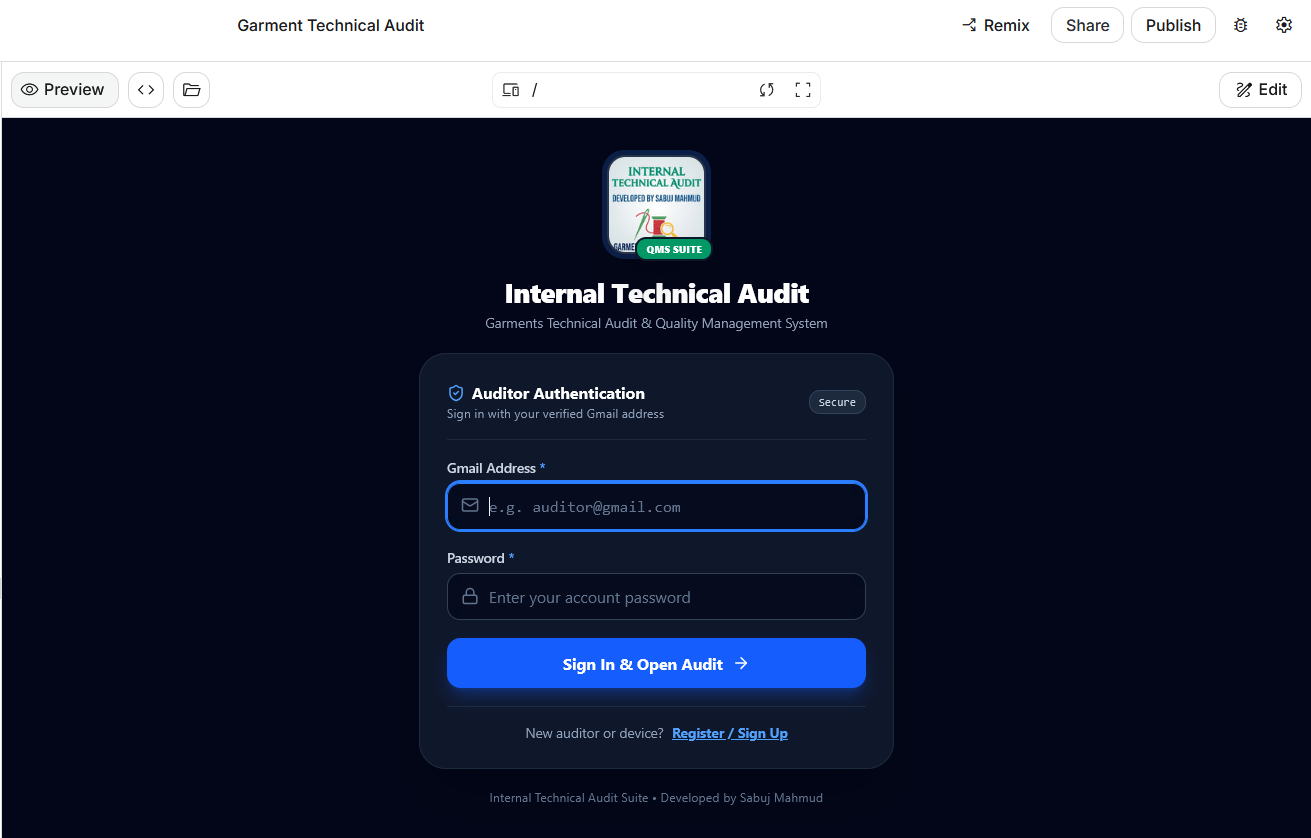 Garment Technical Audit
Remix
Share
Publish
Preview
/
Edit
INTERNAL
TECHNICAL AUDIT
DEVELOPED BY SABUJ MAHMUD
QMS SUITE
Internal Technical Audit
Garments Technical Audit & Quality Management System
Auditor Authentication
Sign in with your verified Gmail address
Secure
Gmail Address *
e.g. auditor@gmail.com
Password *
Enter your account password
Sign In & Open Audit →
New auditor or device? Register / Sign Up
Internal Technical Audit Suite • Developed by Sabuj Mahmud